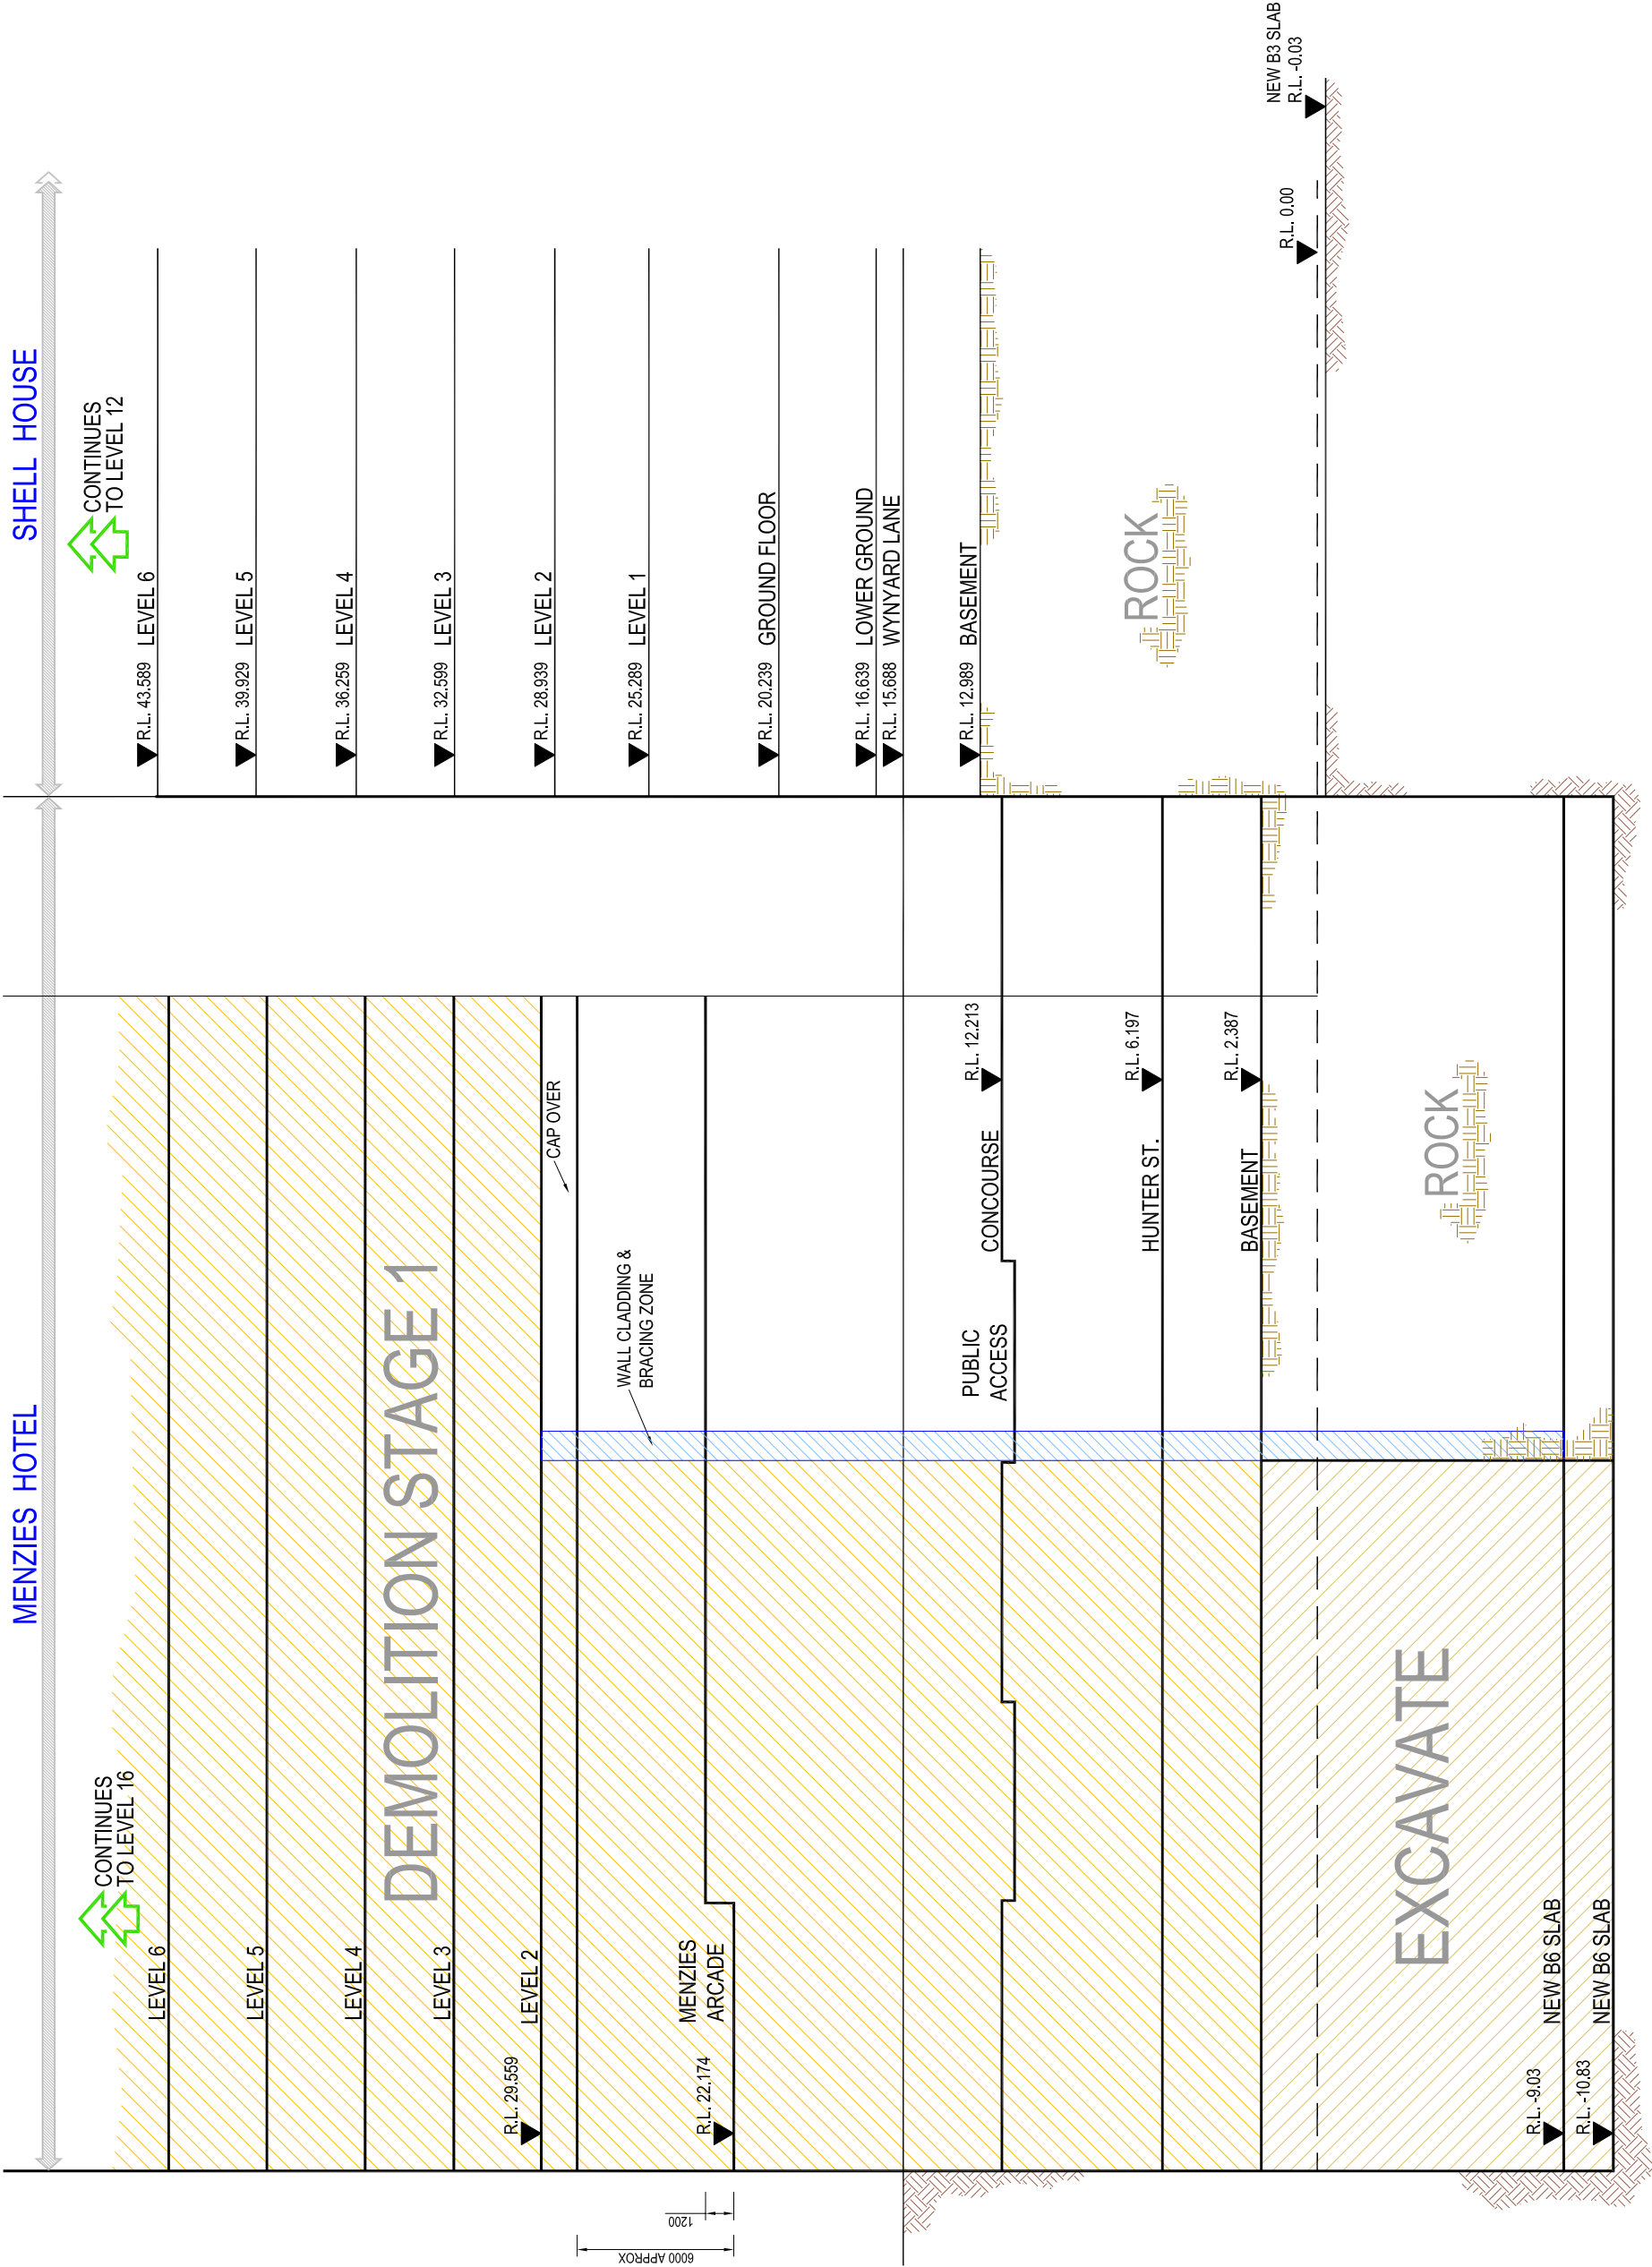 MENZIES HOTEL
SHELL HOUSE
CONTINUES
TO LEVEL 16
CONTINUES
TO LEVEL 12
LEVEL 6
LEVEL 5
LEVEL 4
LEVEL 3
R.L. 29.559
LEVEL 2
DEMOLITION STAGE 1
CAP OVER
WALL CLADDING &
BRACING ZONE
R.L. 22.174
MENZIES
ARCADE
1200
6000 APPROX
PUBLIC
ACCESS
CONCOURSE
R.L. 12.213
HUNTER ST.
R.L. 6.197
BASEMENT
R.L. 2.387
EXCAVATE
ROCK
R.L. -9.03
NEW B6 SLAB
R.L. -10.83
NEW B6 SLAB
R.L. 43.589 LEVEL 6
R.L. 39.929 LEVEL 5
R.L. 36.259 LEVEL 4
R.L. 32.599 LEVEL 3
R.L. 28.939 LEVEL 2
R.L. 25.289 LEVEL 1
R.L. 20.239 GROUND FLOOR
R.L. 16.639 LOWER GROUND
R.L. 15.688 WYNYARD LANE
R.L. 12.989 BASEMENT
ROCK
R.L. 0.00
NEW B3 SLAB
R.L. -0.03